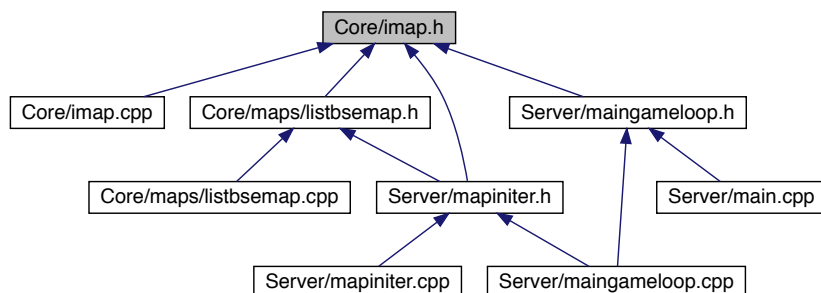 Core/imap.h
Core/imap.cpp
Core/maps/listbsemap.h
Server/maingameloop.h
Core/maps/listbsemap.cpp
Server/mapiniter.h
Server/main.cpp
Server/mapiniter.cpp
Server/maingameloop.cpp